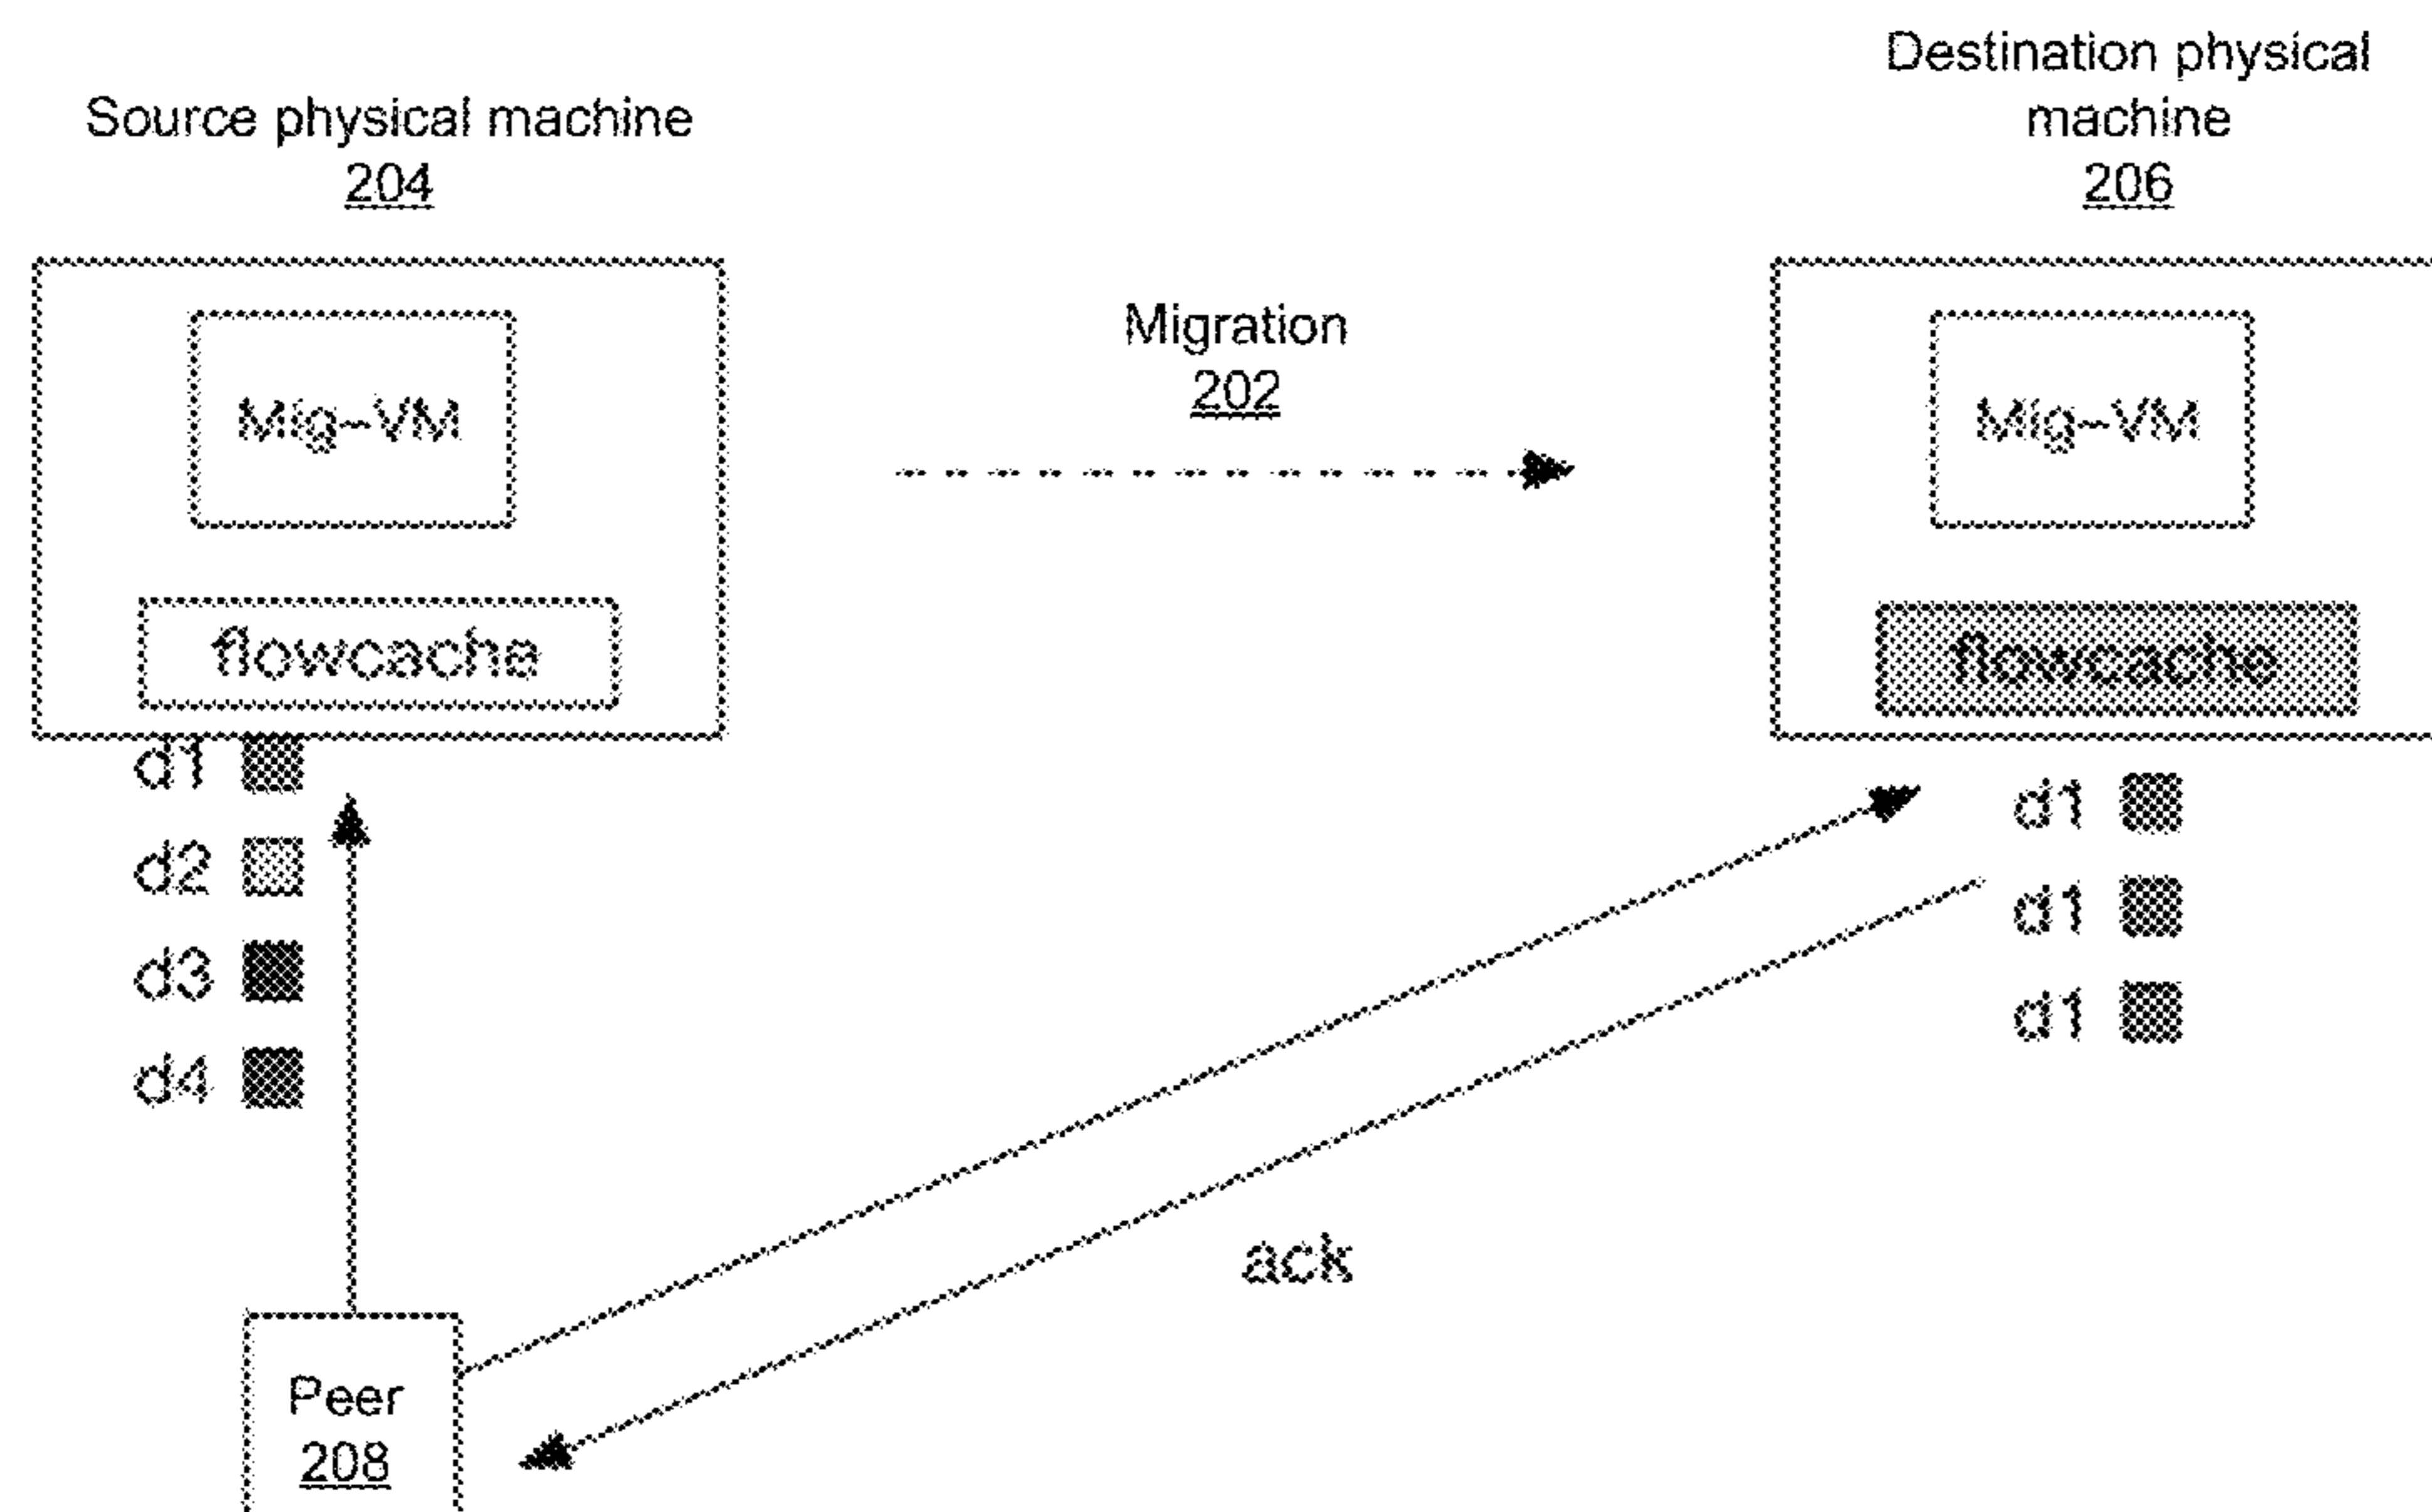 Source physical machine
204
Destination physical
machine
206
Migration
202
Mig-VM
flowcache
Mig-VM
flowcache
d1
d2
d3
d4
d1
d1
d1
ack
Peer
208